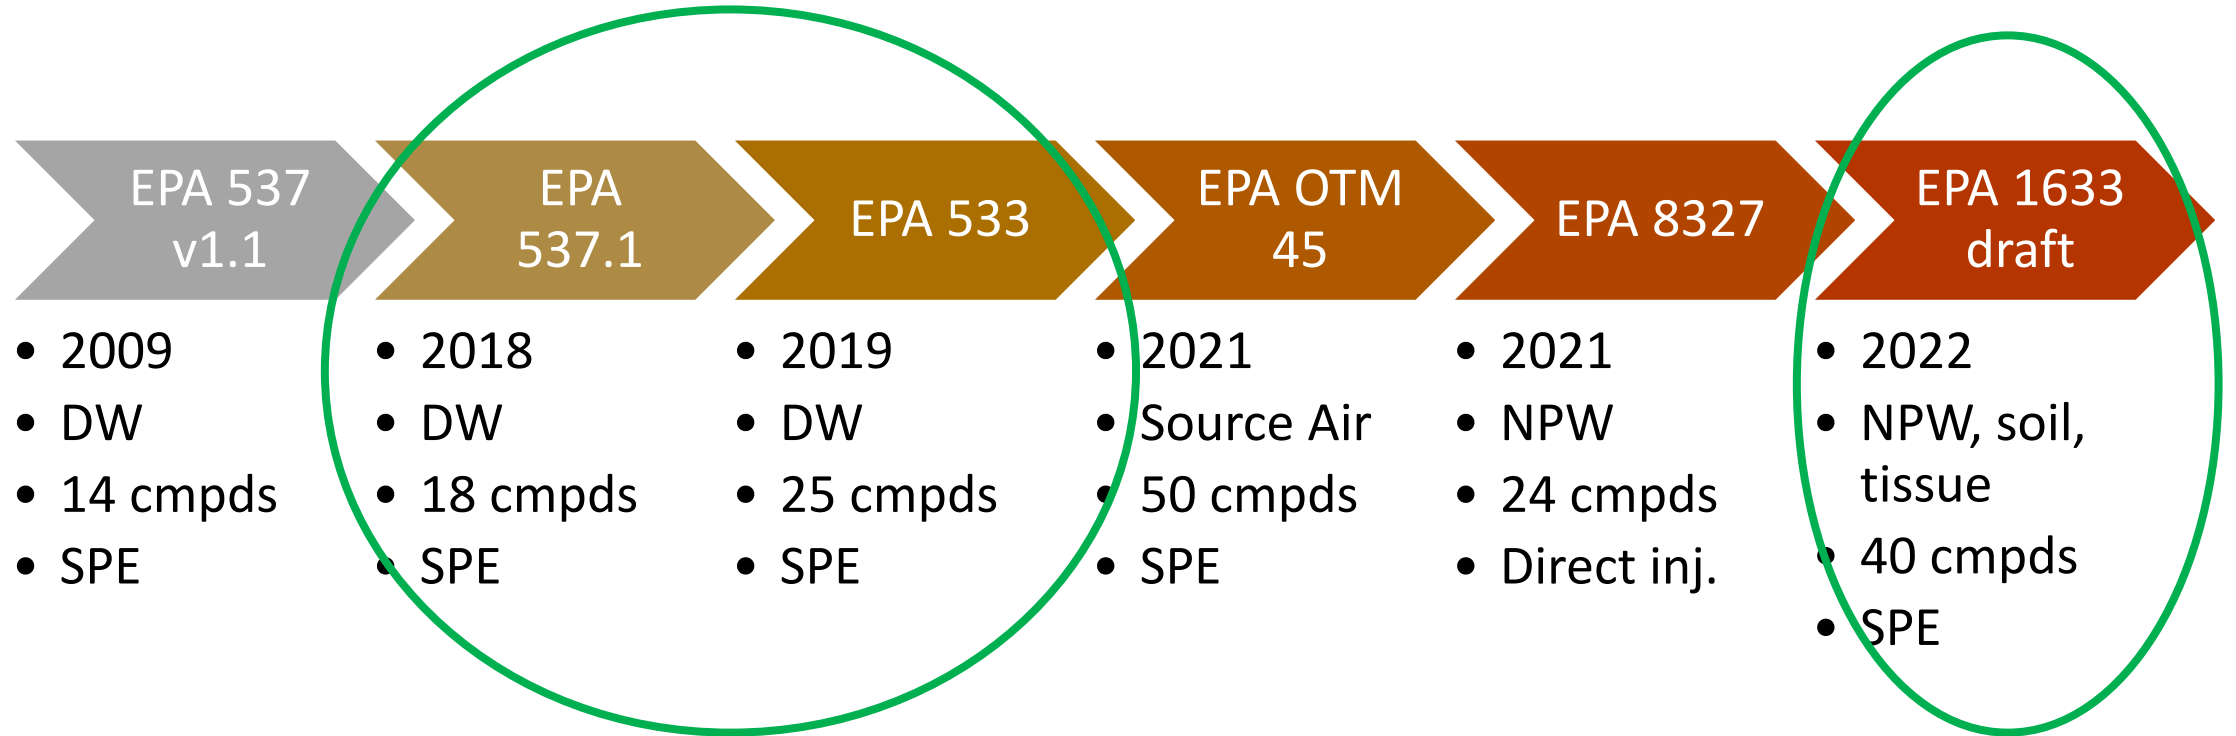 EPA 537
v1.1
• 2009
• DW
• 14 cmpds
• SPE
EPA
537.1
• 2018
• DW
• 18 cmpds
• SPE
EPA 533
• 2019
• DW
• 25 cmpds
• SPE
EPA OTM
45
• 2021
• Source Air
• 50 cmpds
• SPE
EPA 8327
• 2021
• NPW
• 24 cmpds
• Direct inj.
EPA 1633
draft
• 2022
• NPW, soil,
tissue
• 40 cmpds
• SPE